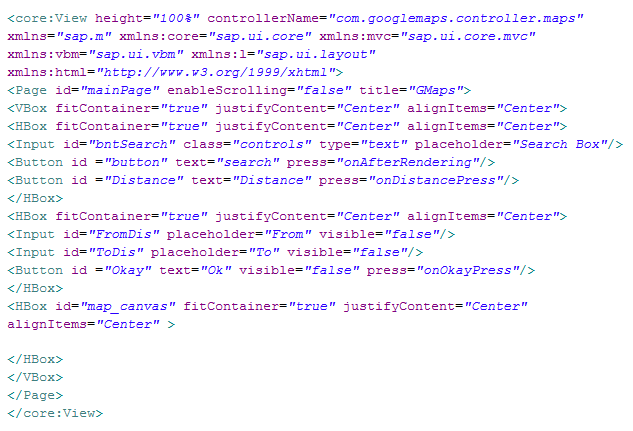 <core:View height="100%" controllerName="com.googlemaps.controller.maps"
xmlns="sap.m" xmlns:core="sap.ui.core" xmlns:mvc="sap.ui.core.mvc"
xmlns:vbm="sap.ui.vbm" xmlns:l="sap.ui.layout"
xmlns:html="http://www.w3.org/1999/xhtml">
<Page id="mainPage" enableScrolling="false" title="GMaps">
<VBox fitContainer="true" justifyContent="Center" alignItems="Center">
<HBox fitContainer="true" justifyContent="Center" alignItems="Center">
<Input id="bntSearch" class="controls" type="text" placeholder="Search Box"/>
<Button id ="button" text="search" press="onAfterRendering"/>
<Button id ="Distance" text="Distance" press="onDistancePress"/>
</HBox>
<HBox fitContainer="true" justifyContent="Center" alignItems="Center">
<Input id="FromDis" placeholder="From" visible="false"/>
<Input id="ToDis" placeholder="To" visible="false"/>
<Button id ="Okay" text="Ok" visible="false" press="onOkayPress"/>
</HBox>
<HBox id="map_canvas" fitContainer="true" justifyContent="Center"
alignItems="Center" >
</HBox>
</VBox>
</Page>
</core:View>